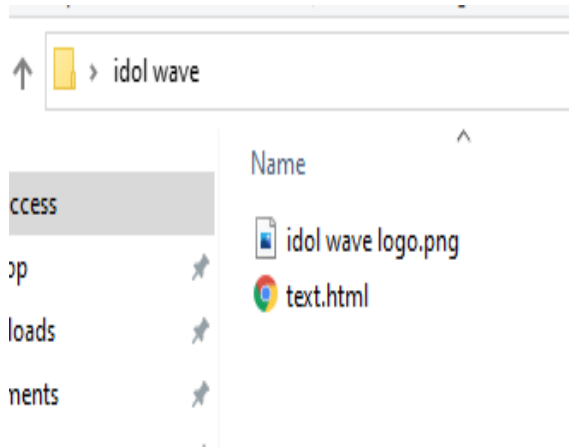 idol wave
Name
ccess
idol wave logo.png
op
text.html
loads
ments